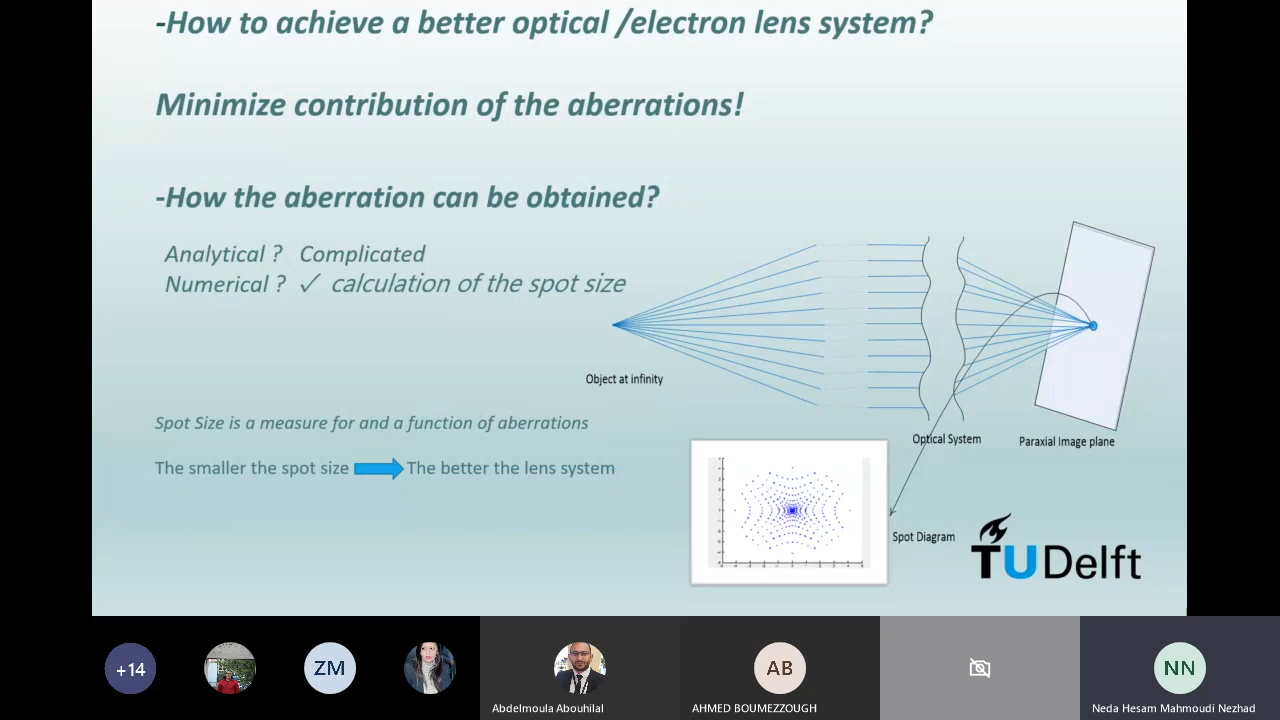 -How to achieve a better optical /electron lens system?
Minimize contribution of the aberrations!
-How the aberration can be obtained?
Analytical ? Complicated
Numerical ? ✓ calculation of the spot size
Object at infinity
Spot Size is a measure for and a function of aberrations
Optical System
Paraxial Image plane
The smaller the spot size
The better the lens system
Spot Diagram
TUDelft
+14
ZM
AB
NN
Abdelmoula Abouhilal
AHMED BOUMEZZOUGH
Neda Hesam Mahmoudi Nezhad